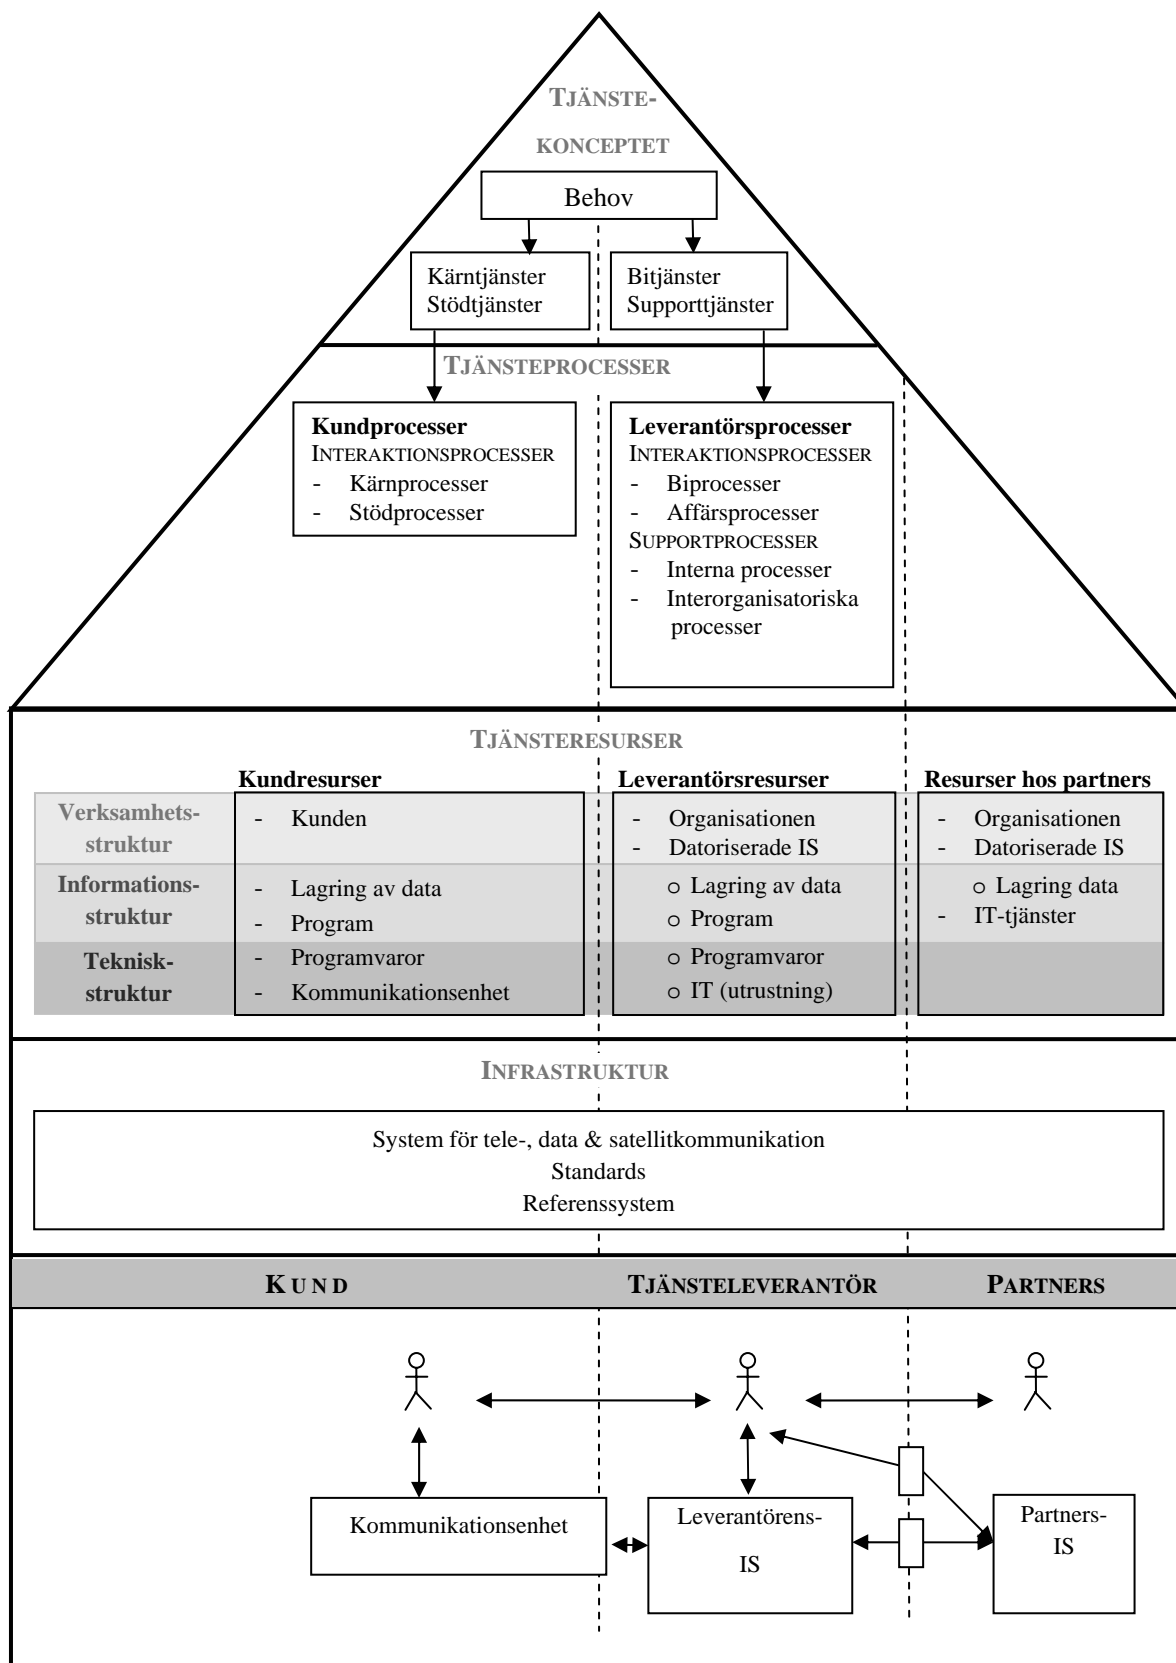 TJÄNSTE-
KONCEPTET
Behov
Kärntjänster
Stödtjänster
Bitjänster
Supporttjänster
TJÄNSTEPROCESSER
Kundprocesser
INTERAKTIONSPROCESSER
- Kärnprocesser
- Stödprocesser
Leverantörsprocesser
INTERAKTIONSPROCESSER
- Biprocesser
- Affärsprocesser
SUPPORTPROCESSER
- Interna processer
- Interorganisatoriska
processer
TJÄNSTERESURSER
Kundresurser
Leverantörsresurser
Resurser hos partners
Verksamhets-
struktur
- Kunden
- Organisationen
- Datoriserade IS
- Organisationen
- Datoriserade IS
Informations-
struktur
- Lagring av data
- Program
o Lagring av data
o Program
o Lagring data
- IT-tjänster
Teknisk-
struktur
- Programvaror
- Kommunikationsenhet
o Programvaror
o IT (utrustning)
INFRASTRUKTUR
System för tele-, data & satellitkommunikation
Standards
Referenssystem
K U N D
TJÄNSTELEVERANTÖR
PARTNERS
Kommunikationsenhet
Leverantörens-
IS
Partners-
IS